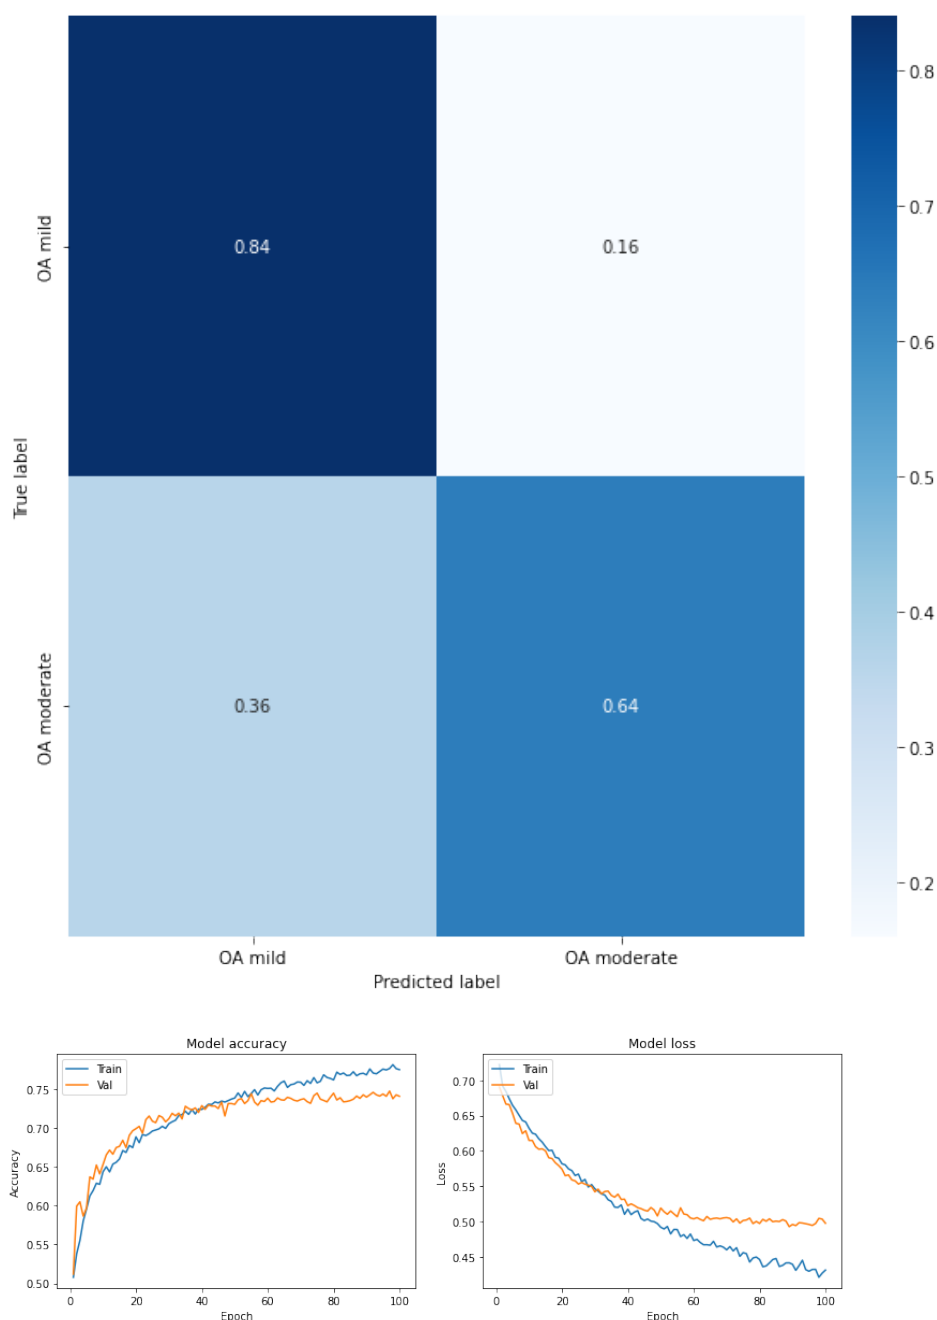 0.8
0.7
0.6
0.5
0.4
0.3
0.2
OA mild
OA moderate
True label
0.84
0.16
0.36
0.64
OA mild
OA moderate
Predicted label
Model accuracy
Train
Val
0.75
0.70
0.65
0.60
0.55
0.50
Accuracy
0
20
40
60
80
100
Epoch
Model loss
Train
Val
0.70
0.65
0.60
0.55
0.50
0.45
Loss
0
20
40
60
80
100
Epoch